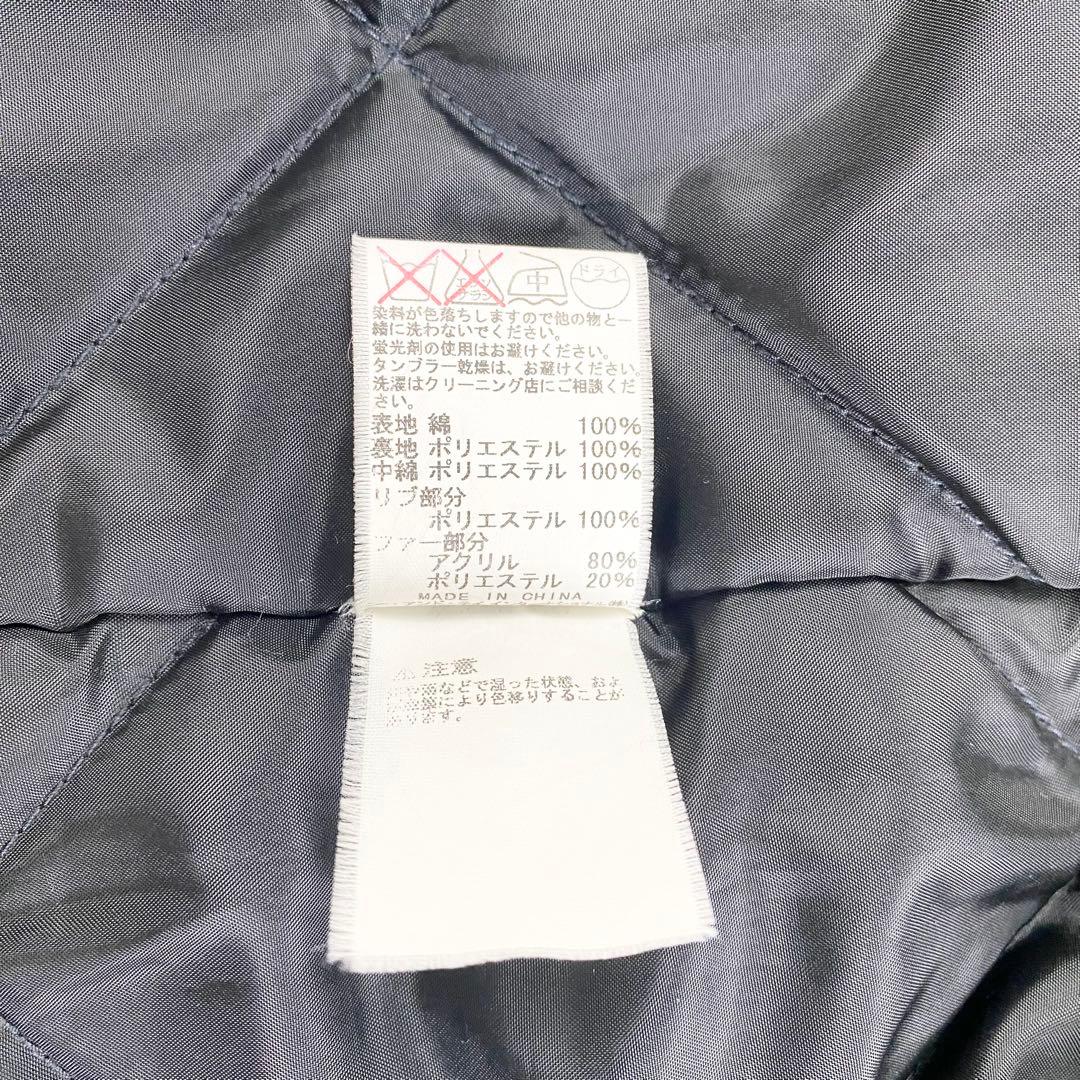 エンソ
チラシ
中
ドライ
染料が色落ちしますので他の物と一
緒に洗わないでください。
蛍光剤の使用はお避けください。
タンブラー乾燥は、お避けください。
洗濯はクリーニング店にご相談くだ
さい。
表地 綿 100%
裏地 ポリエステル 100%
中綿 ポリエステル 100%
リブ部分
ポリエステル 100%
ファー部分
アクリル 80%
ポリエステル 20%
MADE IN CHINA
注意
などで湿った状態、およ
により色移りすることが
ります。